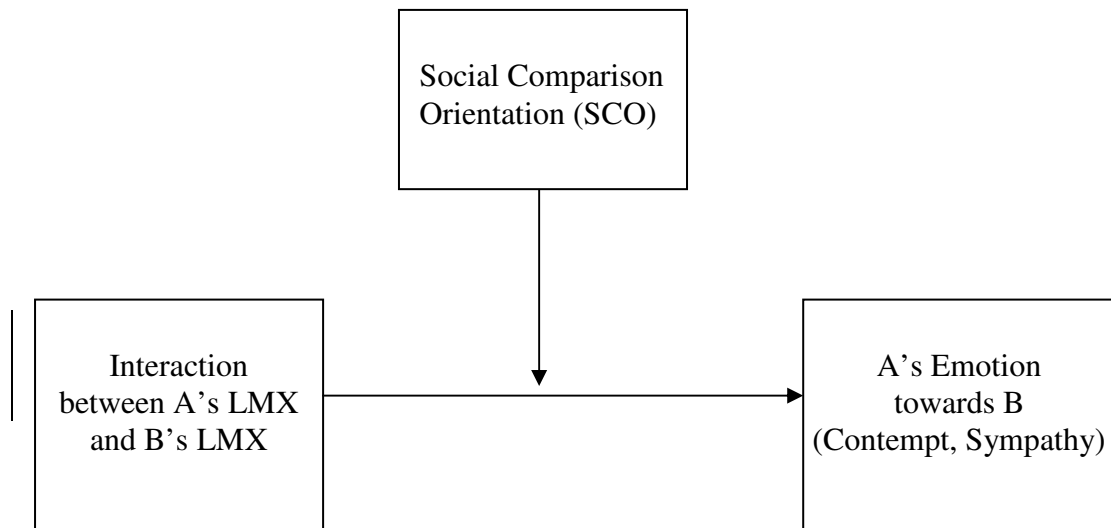 Social Comparison
Orientation (SCO)
Interaction
between A’s LMX
and B’s LMX
A’s Emotion
towards B
(Contempt, Sympathy)